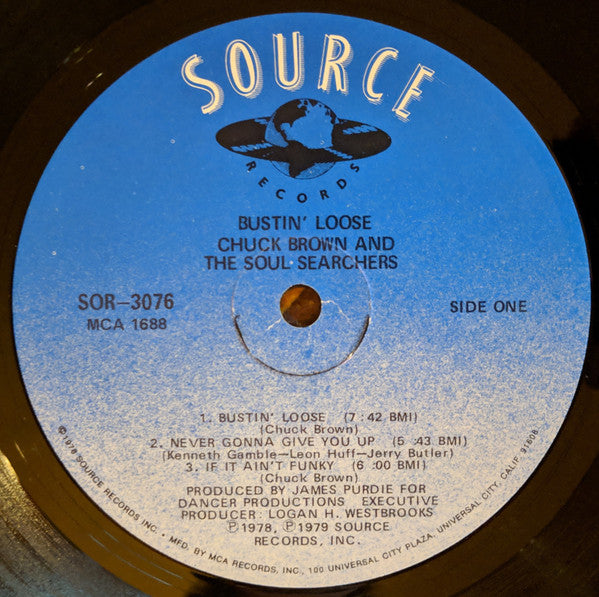 SOURCE
RECORDS
BUSTIN' LOOSE
CHUCK BROWN AND
THE SOUL SEARCHERS
SOR–3076
MCA 1688
SIDE ONE
1. BUSTIN' LOOSE (7:42 BMI)
(Chuck Brown)
2. NEVER GONNA GIVE YOU UP (5:43 BMI)
(Kenneth Gamble–Leon Huff–Jerry Butler)
3. IF IT AIN'T FUNKY (6:00 BMI)
(Chuck Brown)
PRODUCED BY JAMES PURDIE FOR
DANCER PRODUCTIONS EXECUTIVE
PRODUCER: LOGAN H. WESTBROOKS
℗1978, ℗1979 SOURCE
RECORDS, INC.
©1978 SOURCE RECORDS, INC. • MFD. BY MCA RECORDS, INC., 100 UNIVERSAL CITY PLAZA, UNIVERSAL CITY, CALIF. 91608